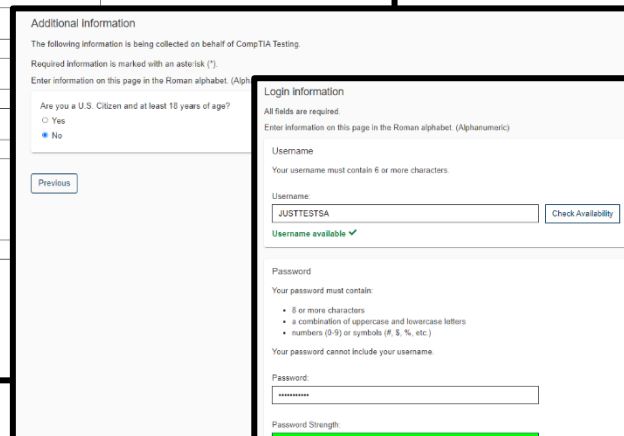 Additional information
The following information is being collected on behalf of CompTIA Testing.
Required information is marked with an asterisk (*).
Enter information on this page in the Roman alphabet. (Alph
Are you a U.S. Citizen and at least 18 years of age?
Yes
No
Previous
Login information
All fields are required.
Enter information on this page in the Roman alphabet. (Alphanumeric)
Username
Your username must contain 6 or more characters.
Username:
JUSTTESTSA
Check Availability
Username available ✔
Password
Your password must contain:
• 8 or more characters
• a combination of uppercase and lowercase letters
• numbers (0-9) or symbols (#, $, %, etc.)
Your password cannot include your username.
Password:
•••••••••••
Password Strength: